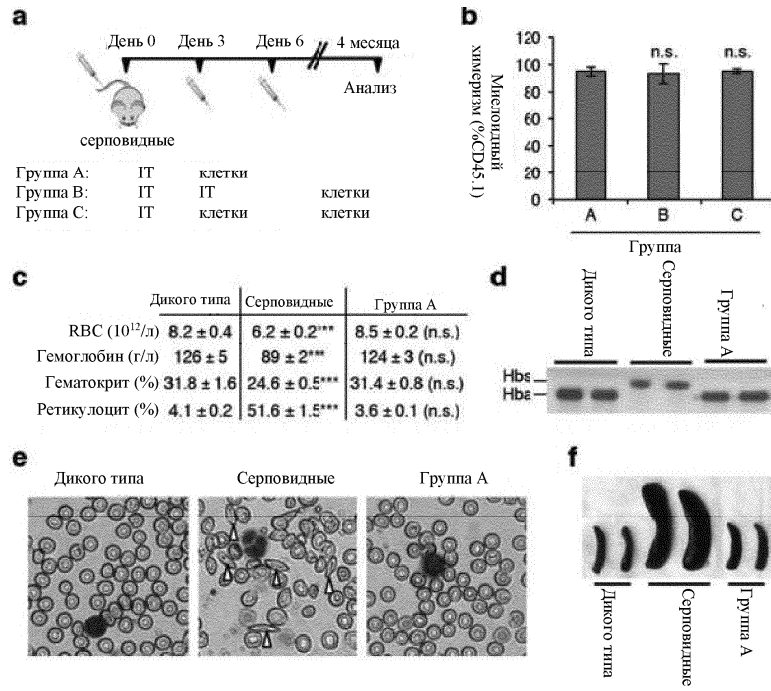 a
День 0 День 3 День 6 4 месяца
Анализ
серповидные
Группа A: IT клетки
Группа B: IT IT клетки
Группа C: IT клетки клетки
b
Миелоидный
химеризм (%CD45.1)
120
100
80
60
40
20
0
n.s. n.s.
A B C
Группа
c
Дикого типа Серповидные Группа A
RBC (10¹²/л) 8.2 ± 0.4 6.2 ± 0.2*** 8.5 ± 0.2 (n.s.)
Гемоглобин (г/л) 126 ± 5 89 ± 2*** 124 ± 3 (n.s.)
Гематокрит (%) 31.8 ± 1.6 24.6 ± 0.5*** 31.4 ± 0.8 (n.s.)
Ретикулоцит (%) 4.1 ± 0.2 51.6 ± 1.5*** 3.6 ± 0.1 (n.s.)
d
Дикого типа
Серповидные
Группа A
Hbs
Hba
e
Дикого типа Серповидные Группа A
f
Дикого типа
Серповидные
Группа A